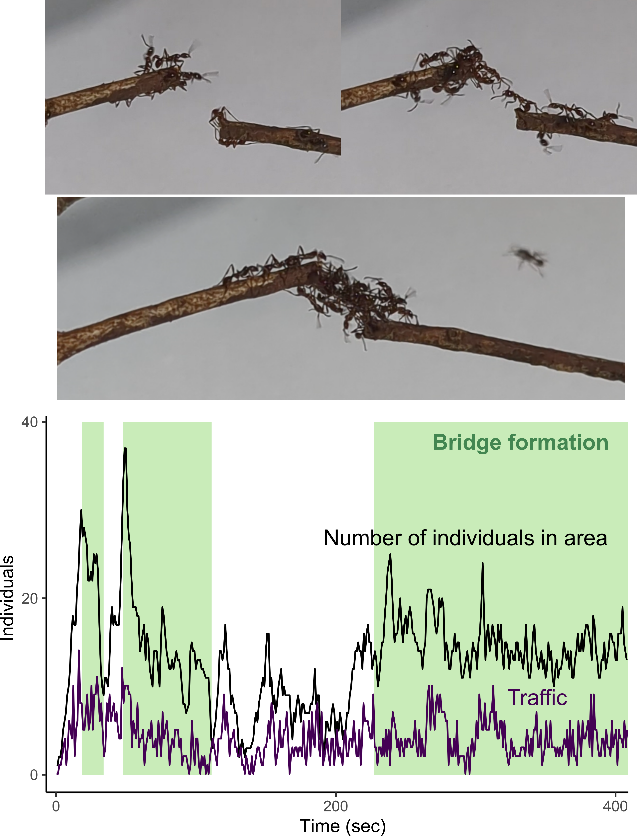 40
Bridge formation
Number of individuals in area
Individuals
20
Traffic
0
0
200
400
Time (sec)